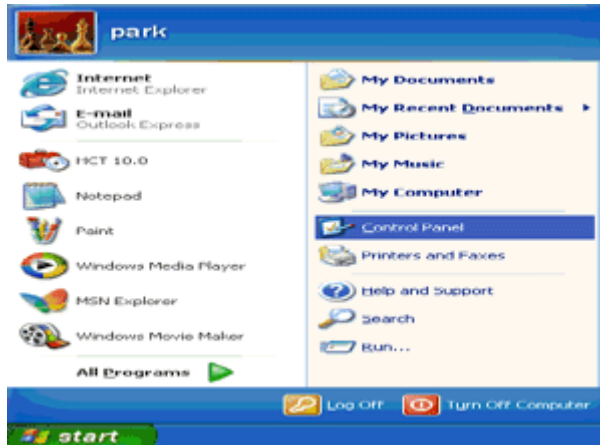 park
Internet
Internet Explorer
E-mail
Outlook Express
HCT 10.0
Notepad
Paint
Windows Media Player
MSN Explorer
Windows Movie Maker
All Programs
My Documents
My Recent Documents
My Pictures
My Music
My Computer
Control Panel
Printers and Faxes
Help and Support
Search
Run...
Log Off
Turn Off Computer
start